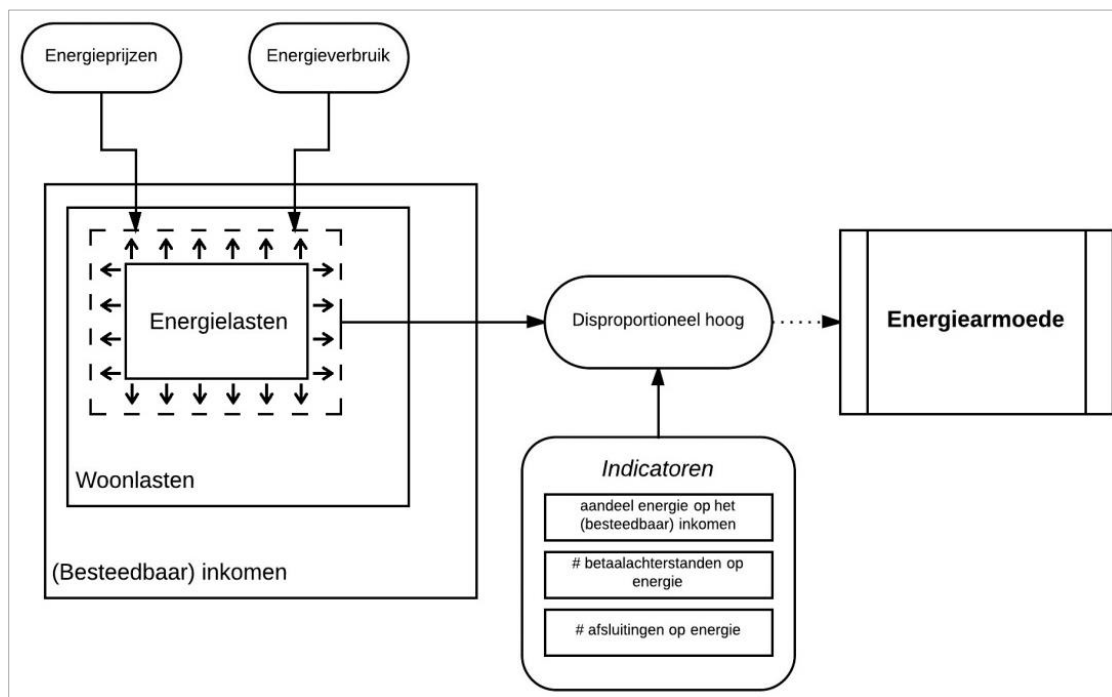 Energieprijzen
Energieverbruik
Energielasten
Woonlasten
(Besteedbaar) inkomen
Disproportioneel hoog
Energiearmoede
Indicatoren
aandeel energie op het
(besteedbaar) inkomen
# betaalachterstanden op
energie
# afsluitingen op energie